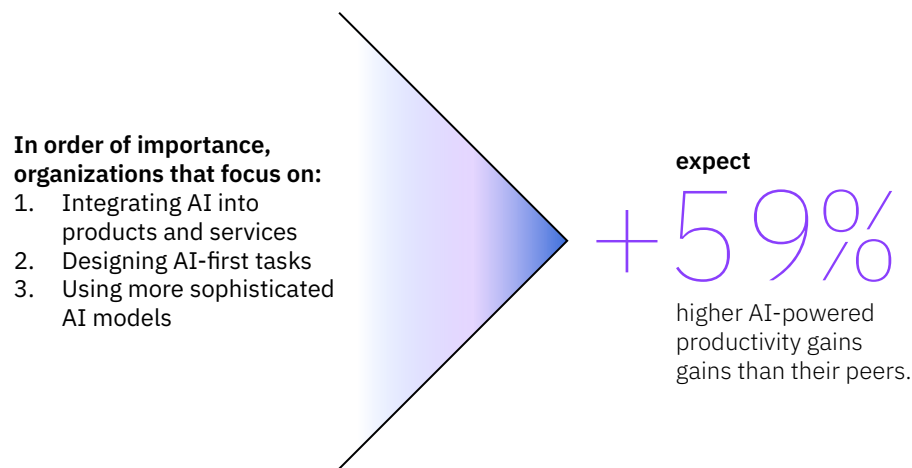 In order of importance,
organizations that focus on:
1. Integrating AI into
products and services
2. Designing AI-first tasks
3. Using more sophisticated
AI models
expect
+59%
higher AI-powered
productivity gains
gains than their peers.